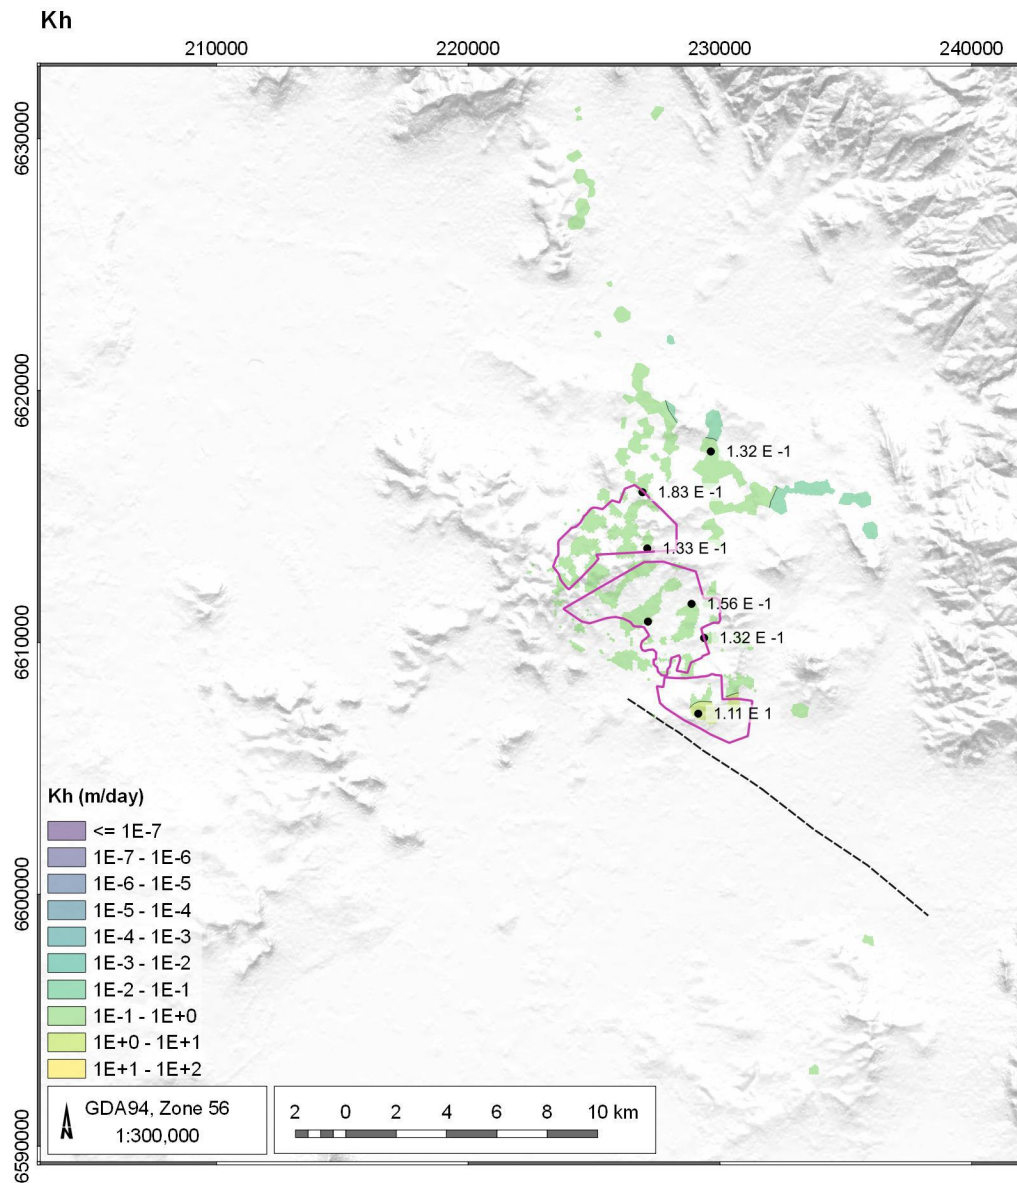 Kh
210000
220000
230000
240000
6630000
6620000
6610000
6600000
6590000
1.32 E -1
1.83 E -1
1.33 E -1
1.56 E -1
1.32 E -1
1.11 E 1
Kh (m/day)
<= 1E-7
1E-7 - 1E-6
1E-6 - 1E-5
1E-5 - 1E-4
1E-4 - 1E-3
1E-3 - 1E-2
1E-2 - 1E-1
1E-1 - 1E+0
1E+0 - 1E+1
1E+1 - 1E+2
N
GDA94, Zone 56
1:300,000
2 0 2 4 6 8 10 km